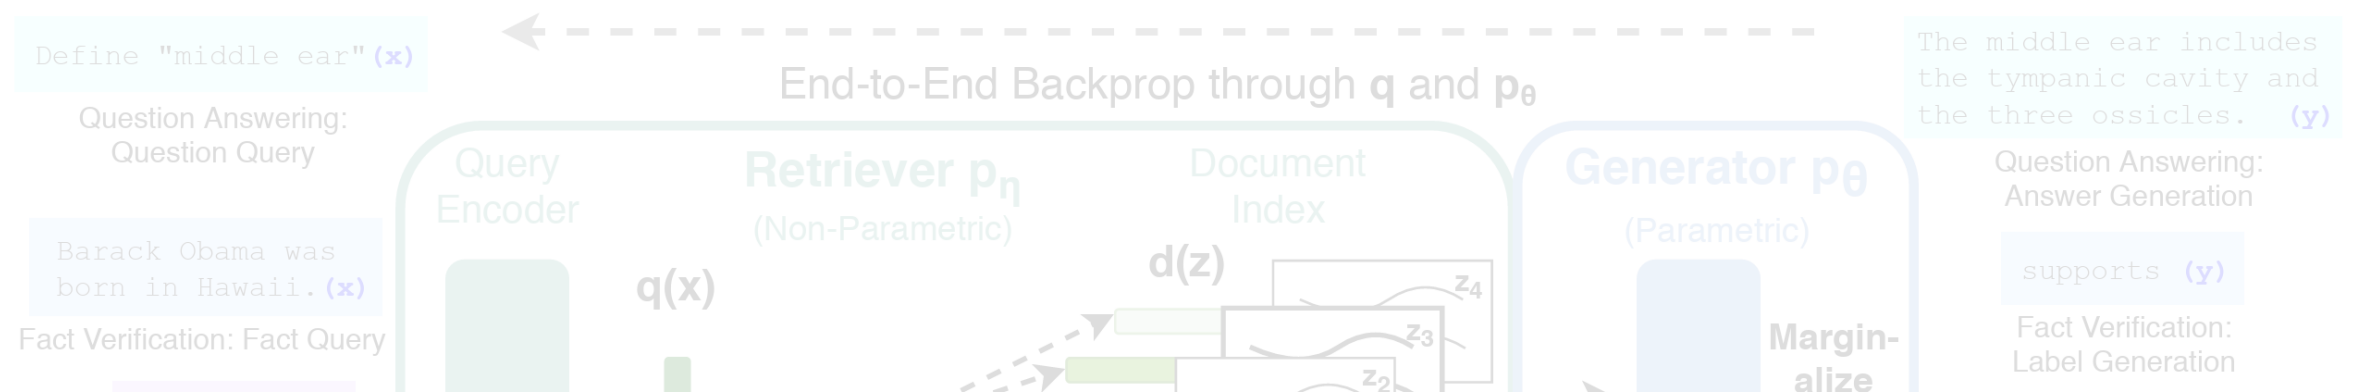 Define "middle ear" (x)
Question Answering:
Question Query
Barack Obama was
born in Hawaii. (x)
Fact Verification: Fact Query
End-to-End Backprop through q and pθ
Query
Encoder
Retriever pη
(Non-Parametric)
Document
Index
q(x)
d(z)
z4
z3
z2
Generator pθ
(Parametric)
Margin-
alize
The middle ear includes
the tympanic cavity and
the three ossicles. (y)
Question Answering:
Answer Generation
supports (y)
Fact Verification:
Label Generation